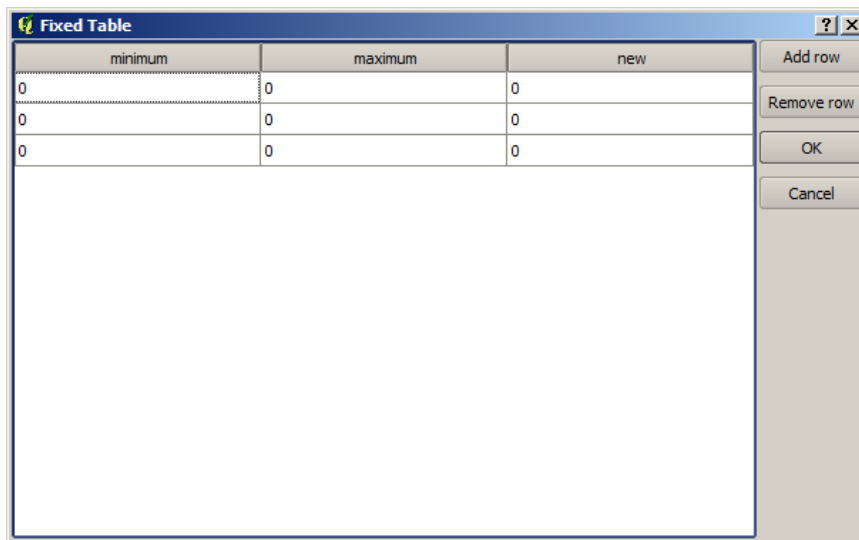 Fixed Table
minimum maximum new Add row
0 0 0
Remove row
0 0 0
0 0 0 OK
Cancel